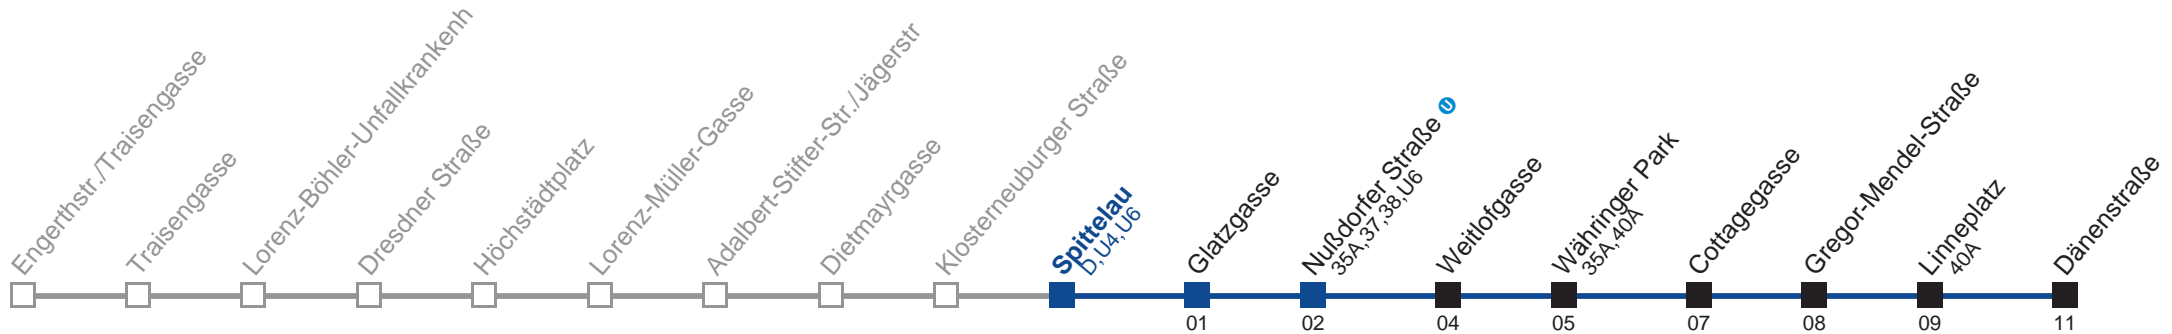 Engerthstr./Traisengasse
Traisengasse
Lorenz-Böhler-Unfallkrankenh
Dresdner Straße
Höchstädtplatz
Lorenz-Müller-Gasse
Adalbert-Stifter-Str./Jägerstr
Dietmayrgasse
Klosterneuburger Straße
Spittelau
D,U4,U6
Glatzgasse
Nußdorfer Straße U
35A,37,38,U6
Weitlofgasse
Währinger Park
35A,40A
Cottagegasse
Gregor-Mendel-Straße
Linneplatz
40A
Dänenstraße
01 02 04 05 07 08 09 11